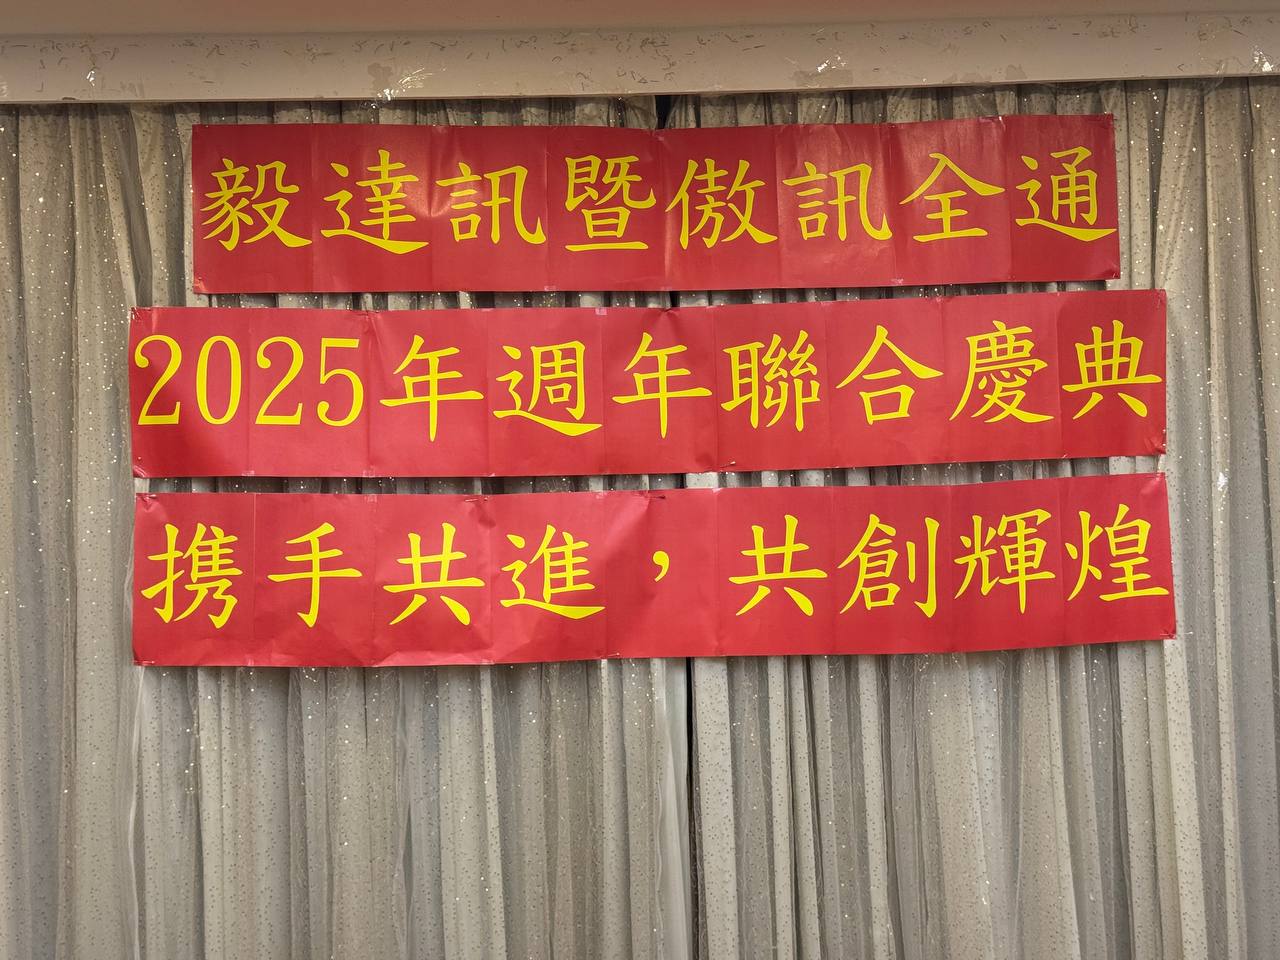 毅達訊暨傲訊全通
2025年週年聯合慶典
携手共進，共創輝煌